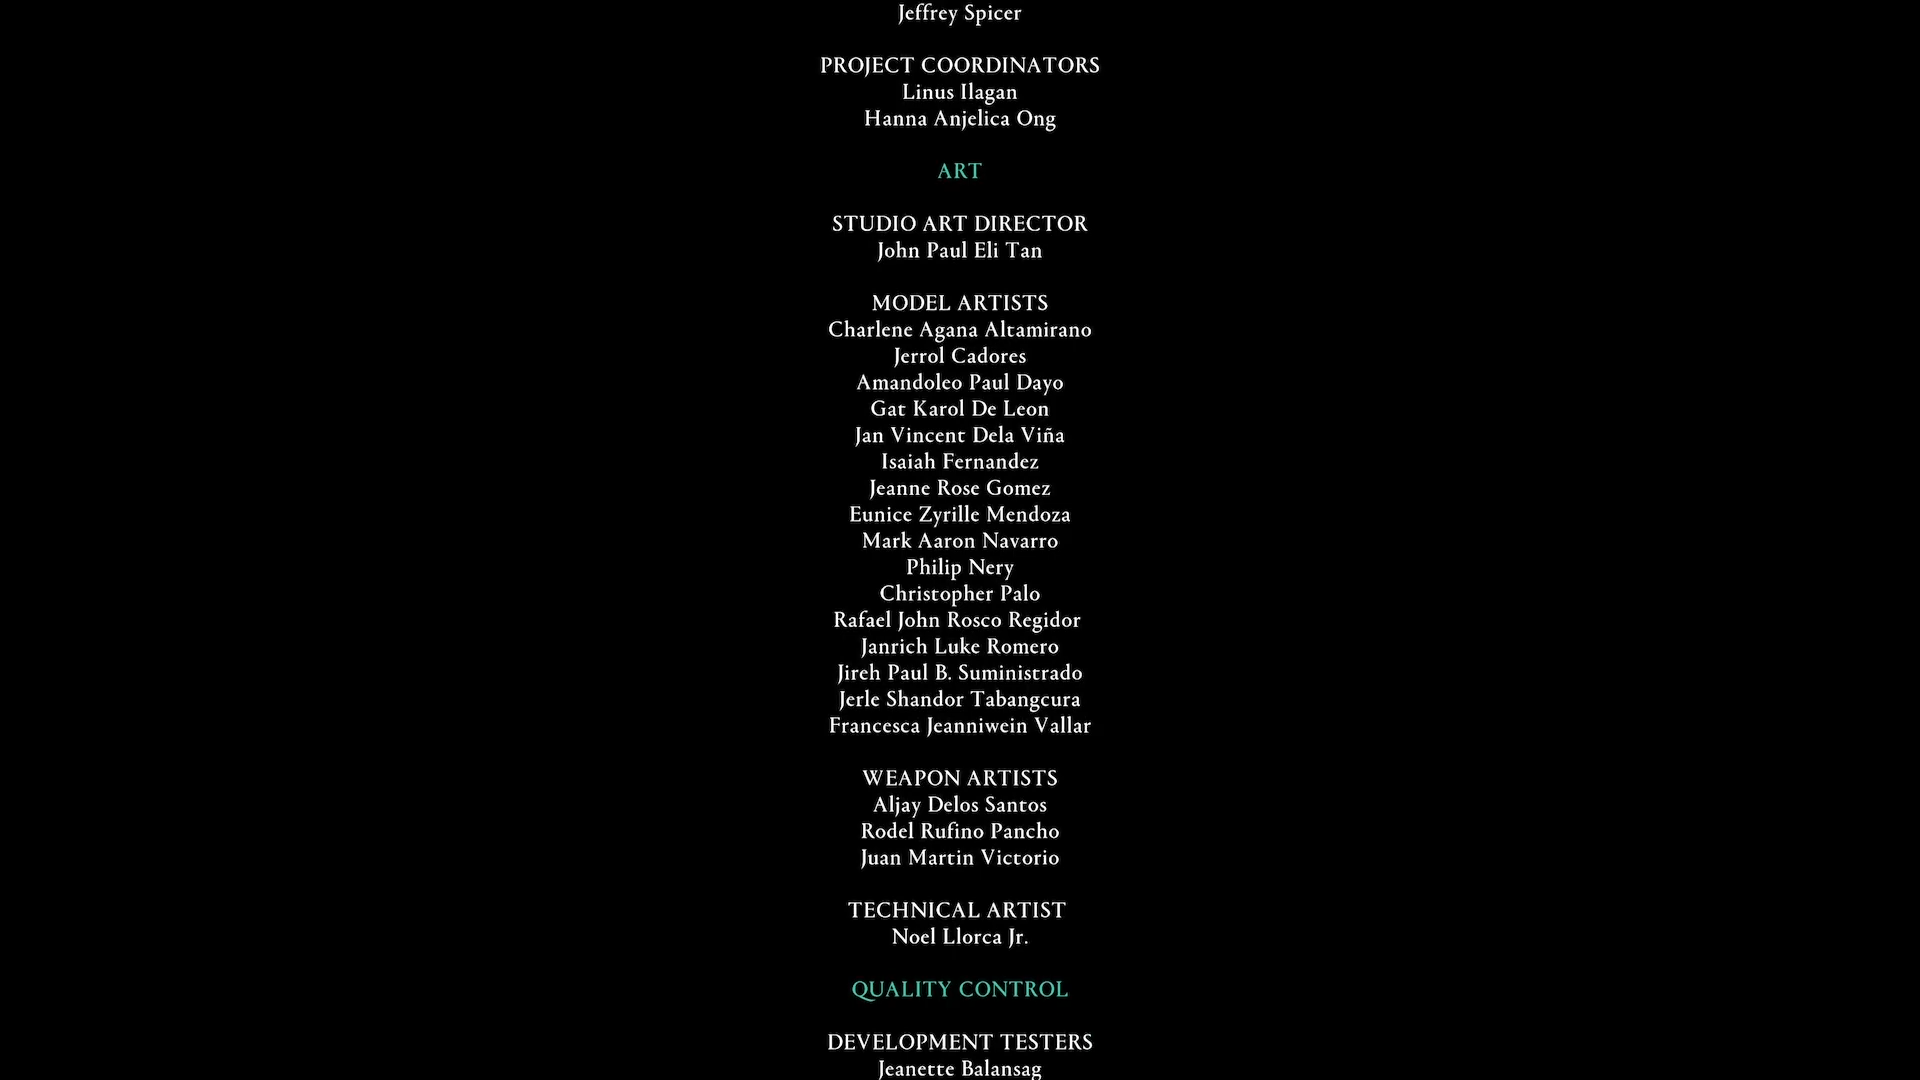 Jeffrey Spicer
PROJECT COORDINATORS
Linus Ilagan
Hanna Anjelica Ong
ART
STUDIO ART DIRECTOR
John Paul Eli Tan
MODEL ARTISTS
Charlene Agana Altamirano
Jerrol Cadores
Amandoleo Paul Dayo
Gat Karol De Leon
Jan Vincent Dela Viña
Isaiah Fernandez
Jeanne Rose Gomez
Eunice Zyrille Mendoza
Mark Aaron Navarro
Philip Nery
Christopher Palo
Rafael John Rosco Regidor
Janrich Luke Romero
Jireh Paul B. Suministrado
Jerle Shandor Tabangcura
Francesca Jeanniwein Vallar
WEAPON ARTISTS
Aljay Delos Santos
Rodel Rufino Pancho
Juan Martin Victorio
TECHNICAL ARTIST
Noel Llorca Jr.
QUALITY CONTROL
DEVELOPMENT TESTERS
Jeanette Balansag